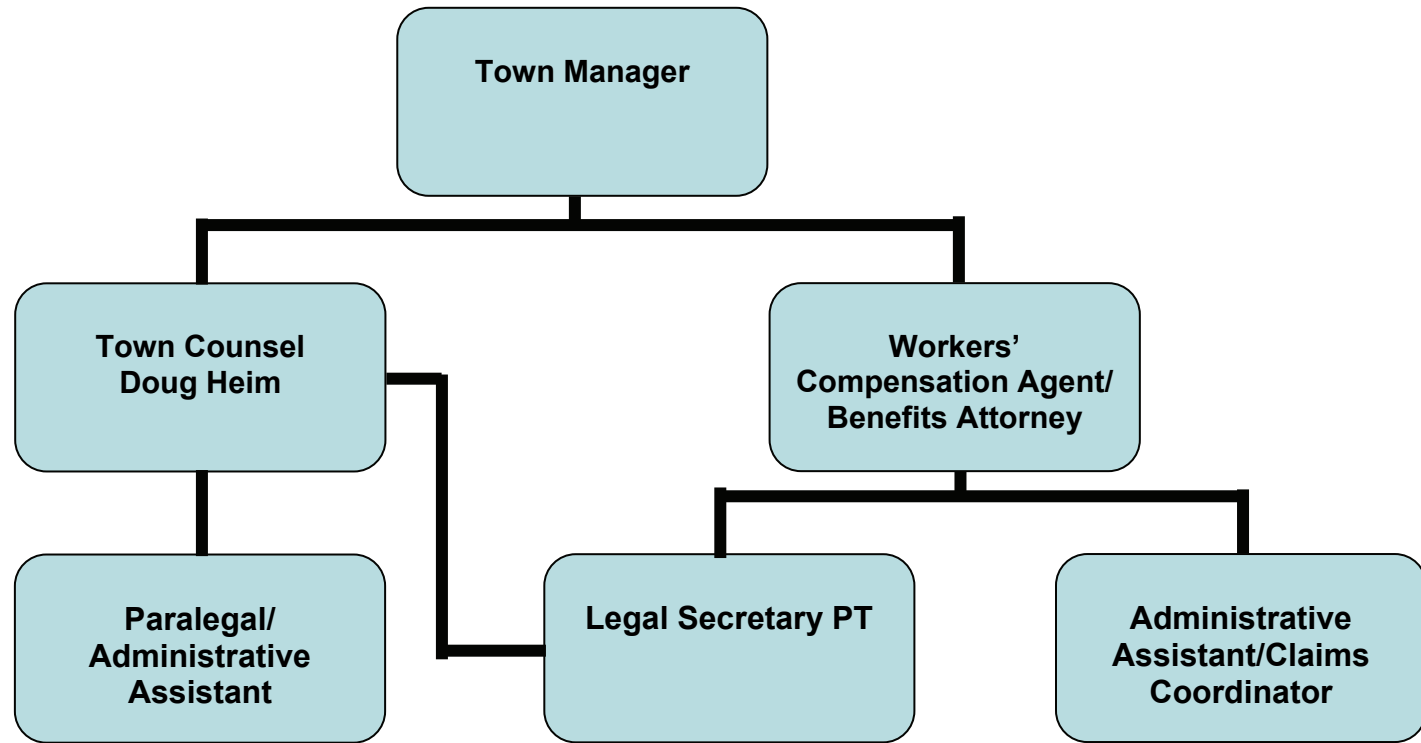 Town Manager
Town Counsel
Doug Heim
Workers’
Compensation Agent/
Benefits Attorney
Paralegal/
Administrative
Assistant
Legal Secretary PT
Administrative
Assistant/Claims
Coordinator